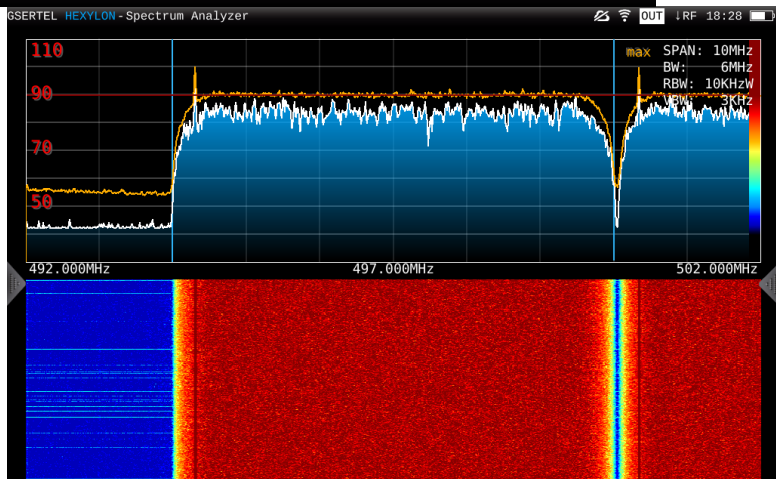 GSERTEL HEXYLON-Spectrum Analyzer OUT ↓RF 18:28
110
90
70
50
max
SPAN: 10MHz
BW: 6MHz
RBW: 10KHzW
VBW: 3KHz
492.000MHz 497.000MHz 502.000MHz